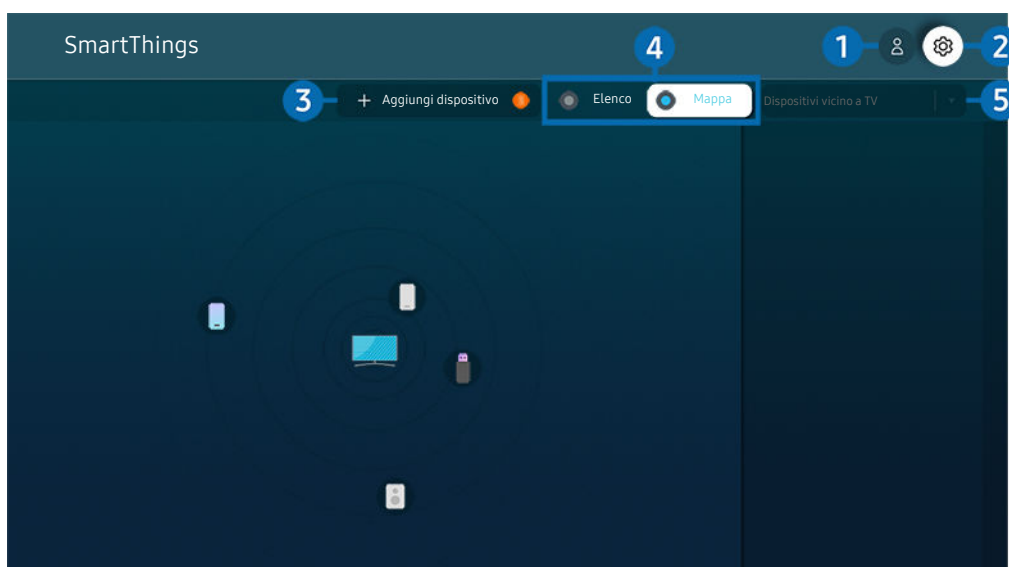 SmartThings
4
1
2
3
Aggiungi dispositivo
Elenco
Mappa
Dispositivi vicino a TV
5